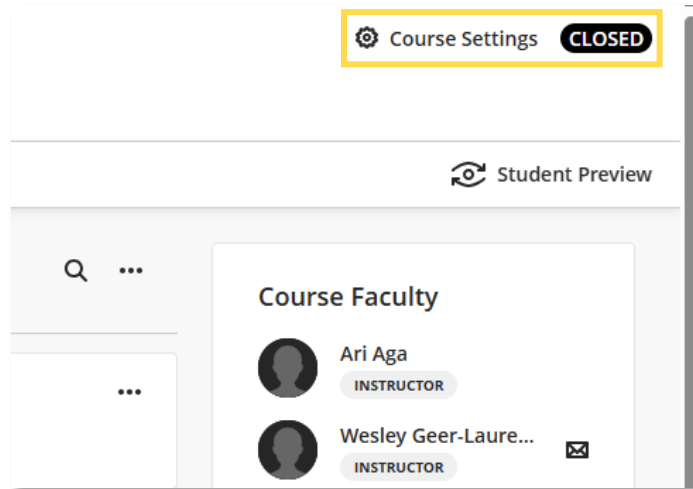 Course Settings CLOSED
Student Preview
Course Faculty
Ari Aga
INSTRUCTOR
Wesley Geer-Laure...
INSTRUCTOR